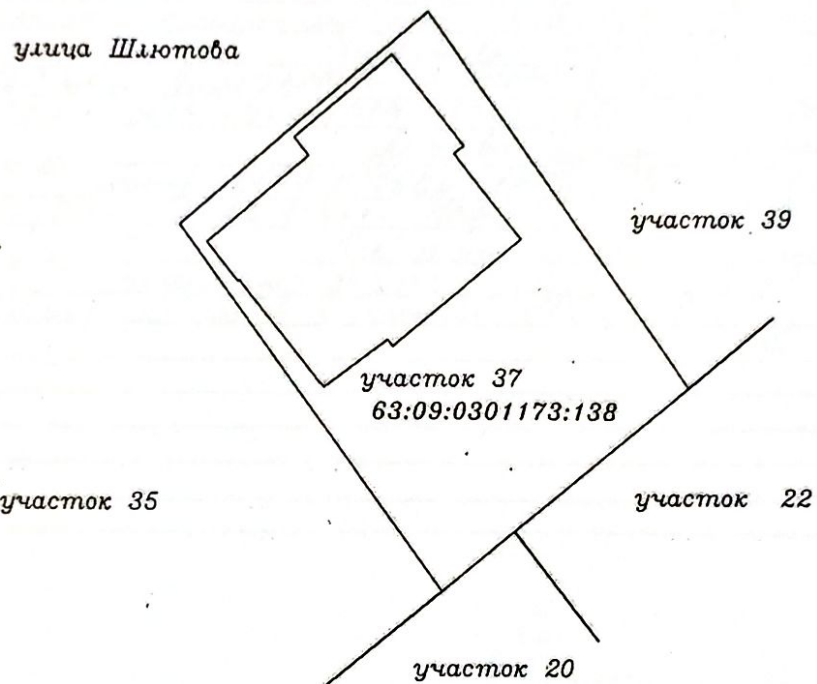 улица Шлютова
участок 39
участок 37
63:09:0301173:138
участок 35
участок 22
участок 20